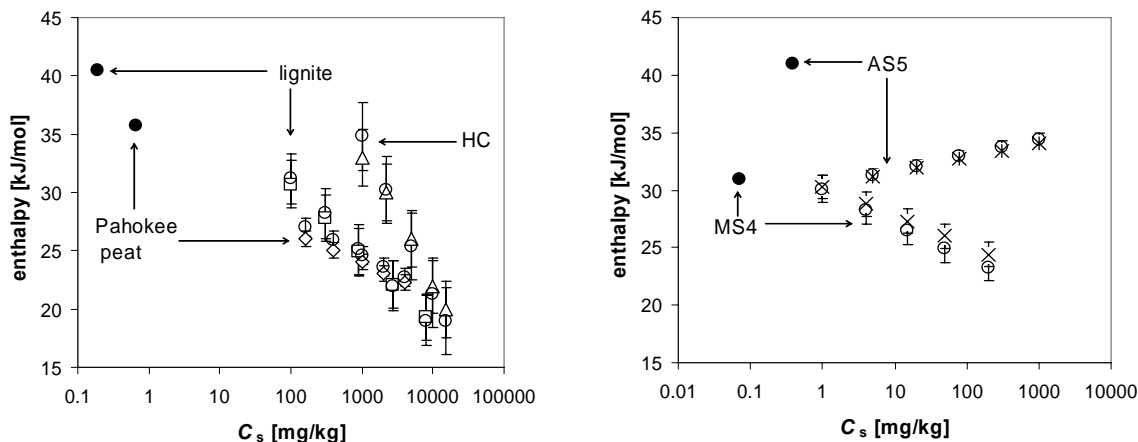 45
40
35
30
25
20
15
enthalpy [kJ/mol]
lignite
HC
Pahokee
peat
0.1 1 10 100 1000 10000 100000
C s [mg/kg]
45
40
35
30
25
20
15
enthalpy [kJ/mol]
AS5
MS4
0.01 0.1 1 10 100 1000 10000
C s [mg/kg]